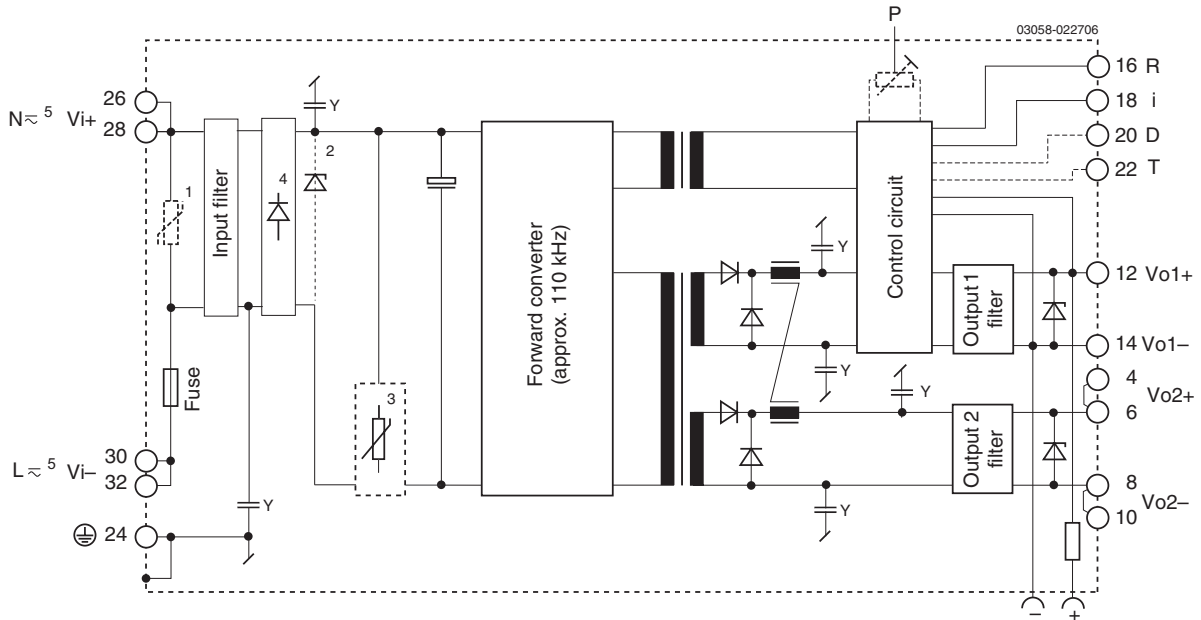 P
03058-022706
16 R
18 i
20 D
22 T
26
N≂ 5 Vi+
28
Y
1
2
4
Input filter
Forward converter
(approx. 110 kHz)
Control circuit
Y
Output 1
filter
12 Vo1+
14 Vo1–
Y
Fuse
3
Y
4
Vo2+
6
Output 2
filter
30
L≂ 5 Vi–
32
Y
Y
8
Vo2–
10
24
– +